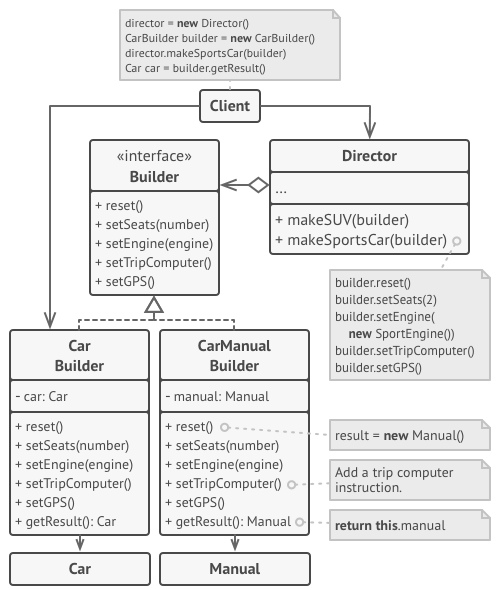 director = new Director()
CarBuilder builder = new CarBuilder()
director.makeSportsCar(builder)
Car car = builder.getResult()
Client
«interface»
Builder
+ reset()
+ setSeats(number)
+ setEngine(engine)
+ setTripComputer()
+ setGPS()
Director
...
+ makeSUV(builder)
+ makeSportsCar(builder)
builder.reset()
builder.setSeats(2)
builder.setEngine(
new SportEngine())
builder.setTripComputer()
builder.setGPS()
Car
Builder
- car: Car
+ reset()
+ setSeats(number)
+ setEngine(engine)
+ setTripComputer()
+ setGPS()
+ getResult(): Car
Car
CarManual
Builder
- manual: Manual
+ reset()
+ setSeats(number)
+ setEngine(engine)
+ setTripComputer()
+ setGPS()
+ getResult(): Manual
Manual
result = new Manual()
Add a trip computer
instruction.
return this.manual